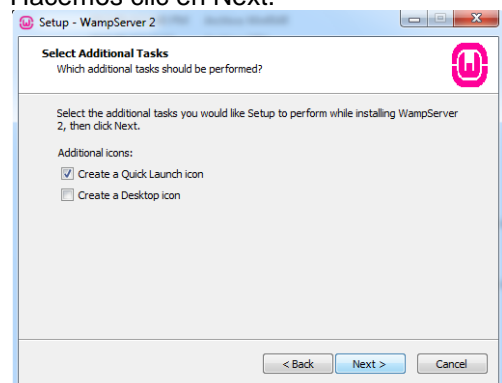 Hacemos clic en Next.
Setup - WampServer 2
Select Additional Tasks
Which additional tasks should be performed?
Select the additional tasks you would like Setup to perform while installing WampServer
2, then click Next.
Additional icons:
Create a Quick Launch icon
Create a Desktop icon
< Back
Next >
Cancel